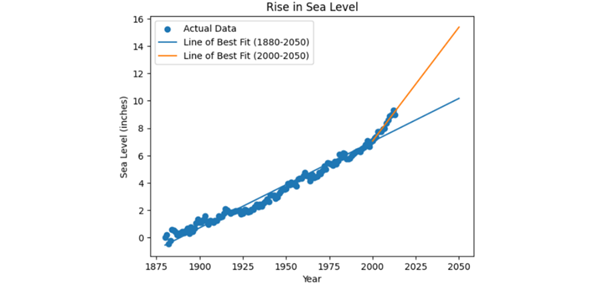 Rise in Sea Level
Actual Data
Line of Best Fit (1880-2050)
Line of Best Fit (2000-2050)
Sea Level (inches)
16
14
12
10
8
6
4
2
0
1875 1900 1925 1950 1975 2000 2025 2050
Year